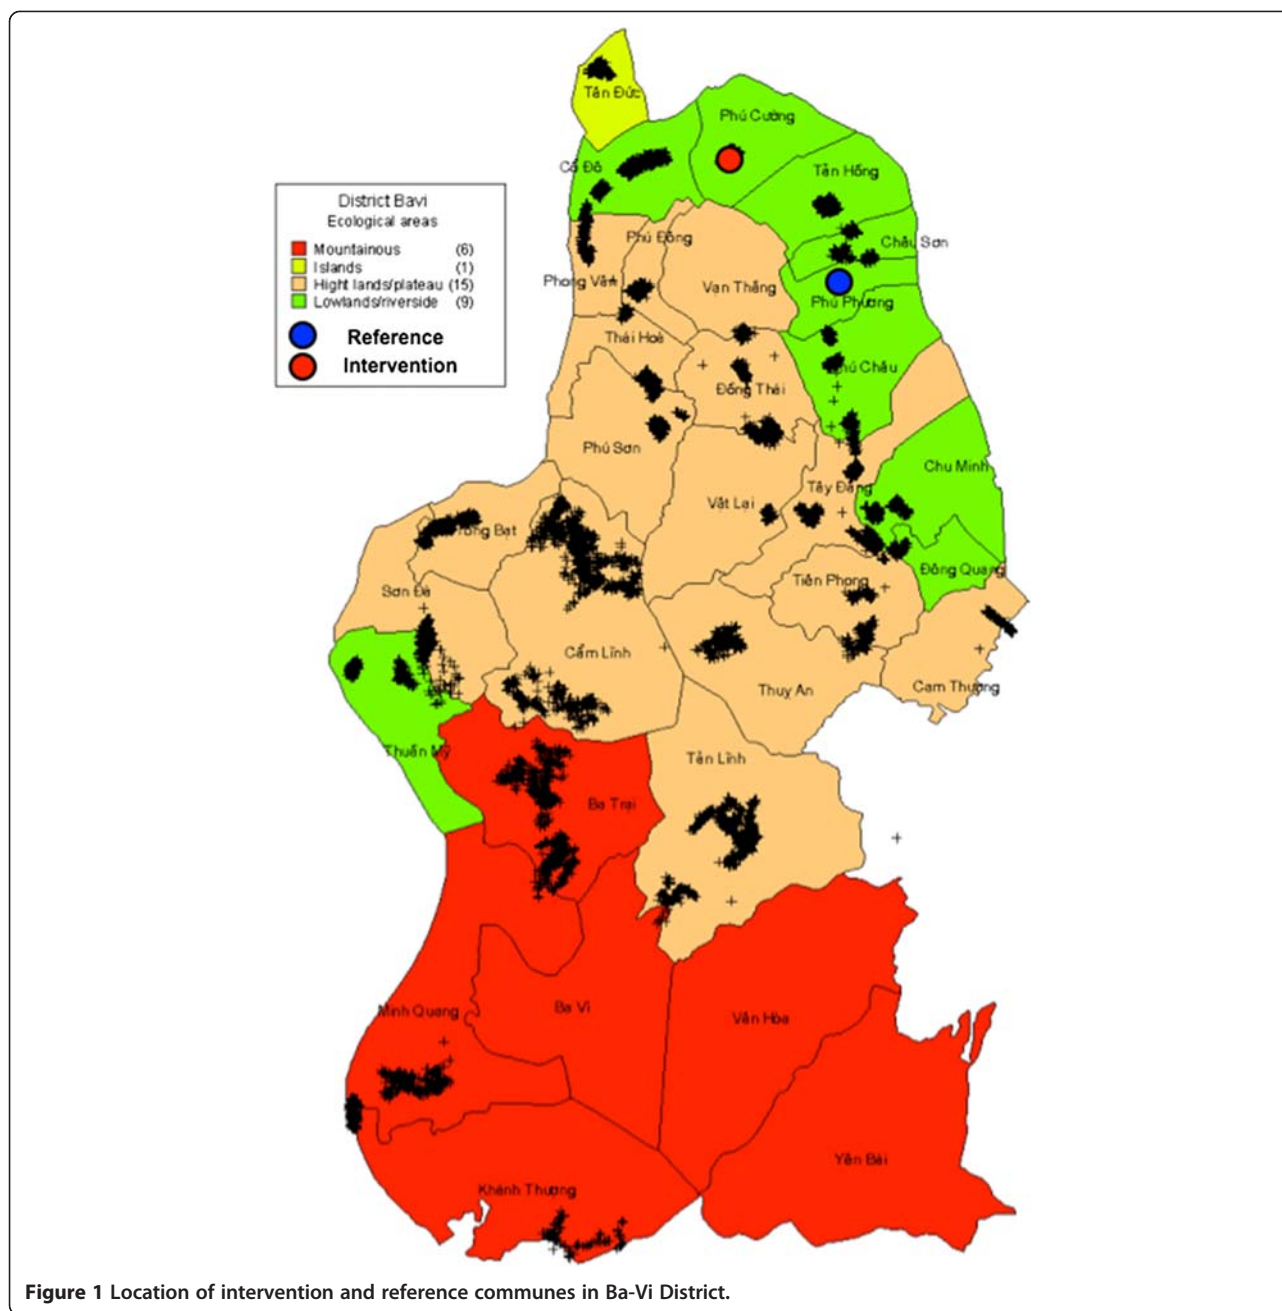 Tản Đức
Phú Cường
Cổ Đô
Tản Hồng
District Bavi
Ecological areas
Châu Sơn
Phú Đông
Mountainous (6)
Islands (1)
Hight lands/plateau (15)
Lowlands/riverside (9)
Phong Vân
Vạn Thắng
Phú Phương
Reference
Intervention
Thái Hoà
Phú Châu
Đồng Thái
Phú Sơn
Chu Minh
Tây Đằng
Vật Lại
Tòng Bạt
Đông Quang
Tiên Phong
Sơn Đà
Cẩm Lĩnh
Thuỵ An
Cam Thượng
Thuần Mỹ
Tản Lĩnh
Ba Trại
Minh Quang
Ba Vì
Vân Hòa
Yên Bài
Khánh Thượng
Figure 1 Location of intervention and reference communes in Ba-Vi District.